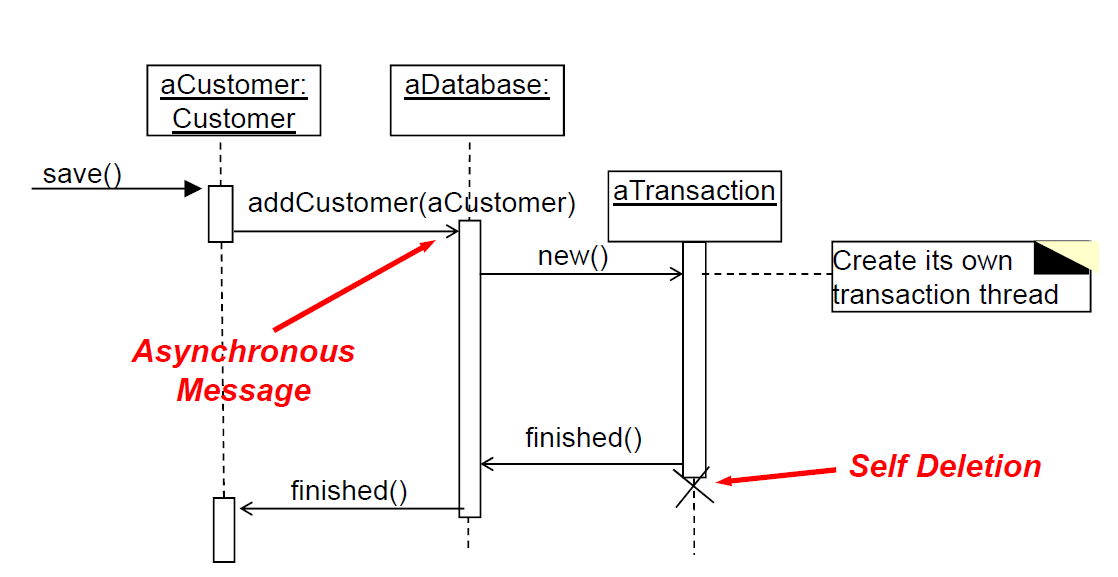 aCustomer:
Customer
aDatabase:
save()
addCustomer(aCustomer)
aTransaction
new()
Create its own
transaction thread
Asynchronous
Message
finished()
Self Deletion
finished()